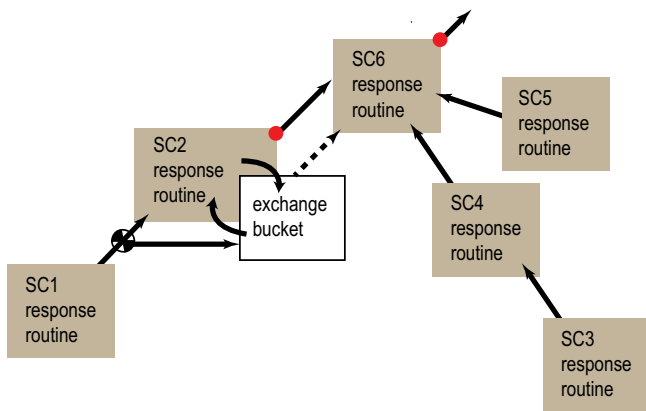 SC6
response
routine
SC5
response
routine
SC2
response
routine
exchange
bucket
SC4
response
routine
SC1
response
routine
SC3
response
routine